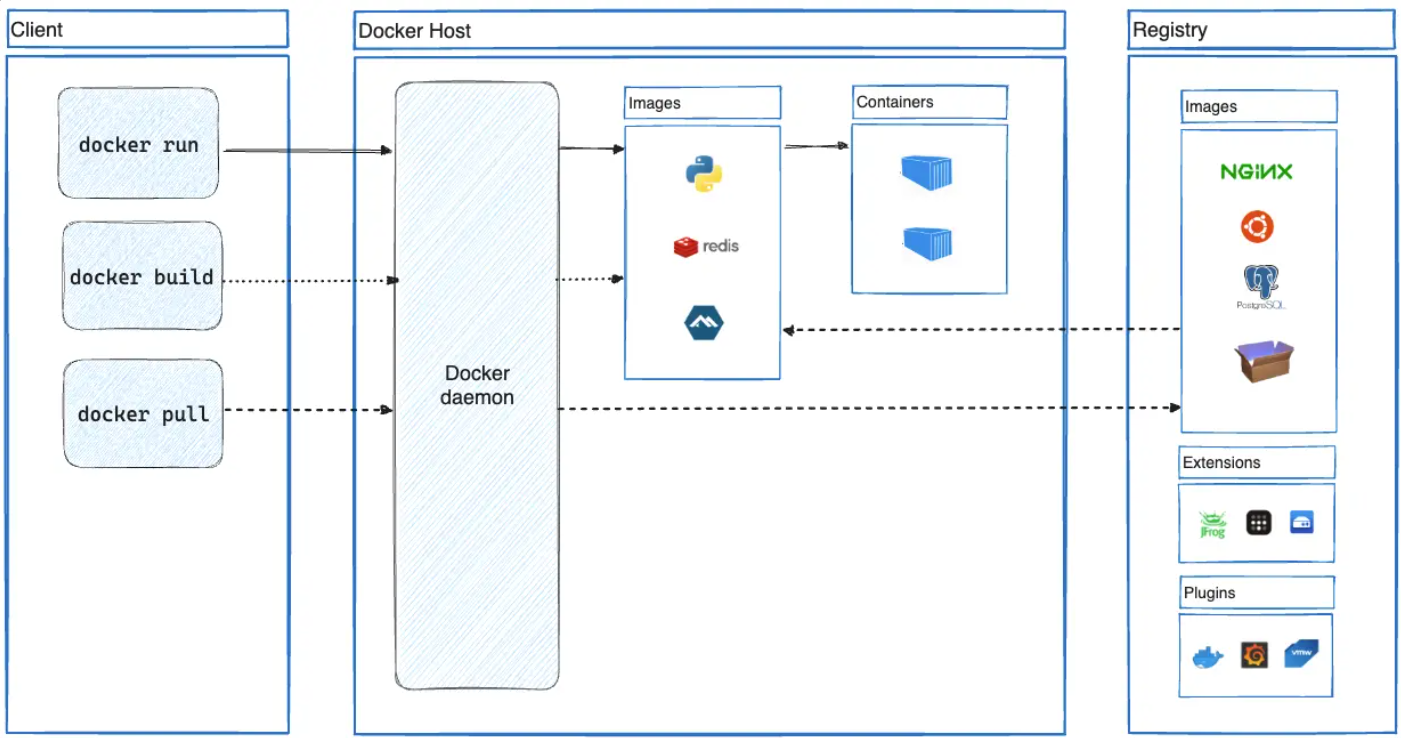 Client
docker run
docker build
docker pull
Docker Host
Docker
daemon
Images
redis
Containers
Registry
Images
NGINX
PostgreSQL
Extensions
JFrog
Plugins
vmw